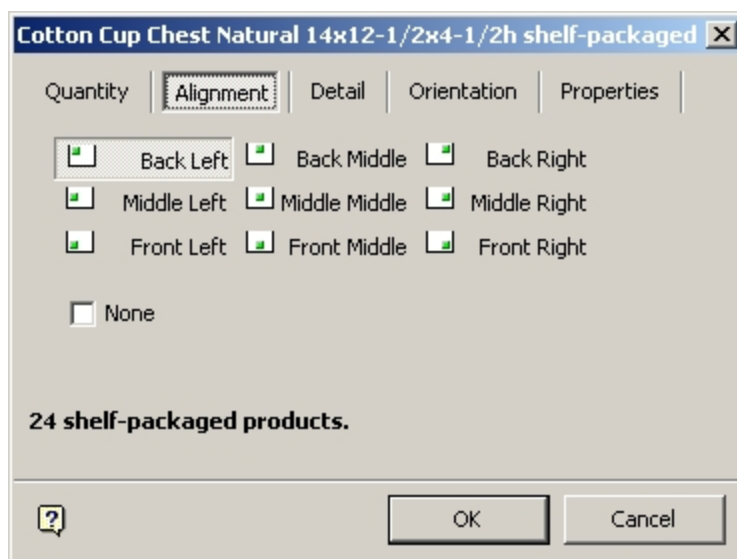 Cotton Cup Chest Natural 14x12-1/2x4-1/2h shelf-packaged
Quantity Alignment Detail Orientation Properties
Back Left Back Middle Back Right
Middle Left Middle Middle Middle Right
Front Left Front Middle Front Right
None
24 shelf-packaged products.
? OK Cancel